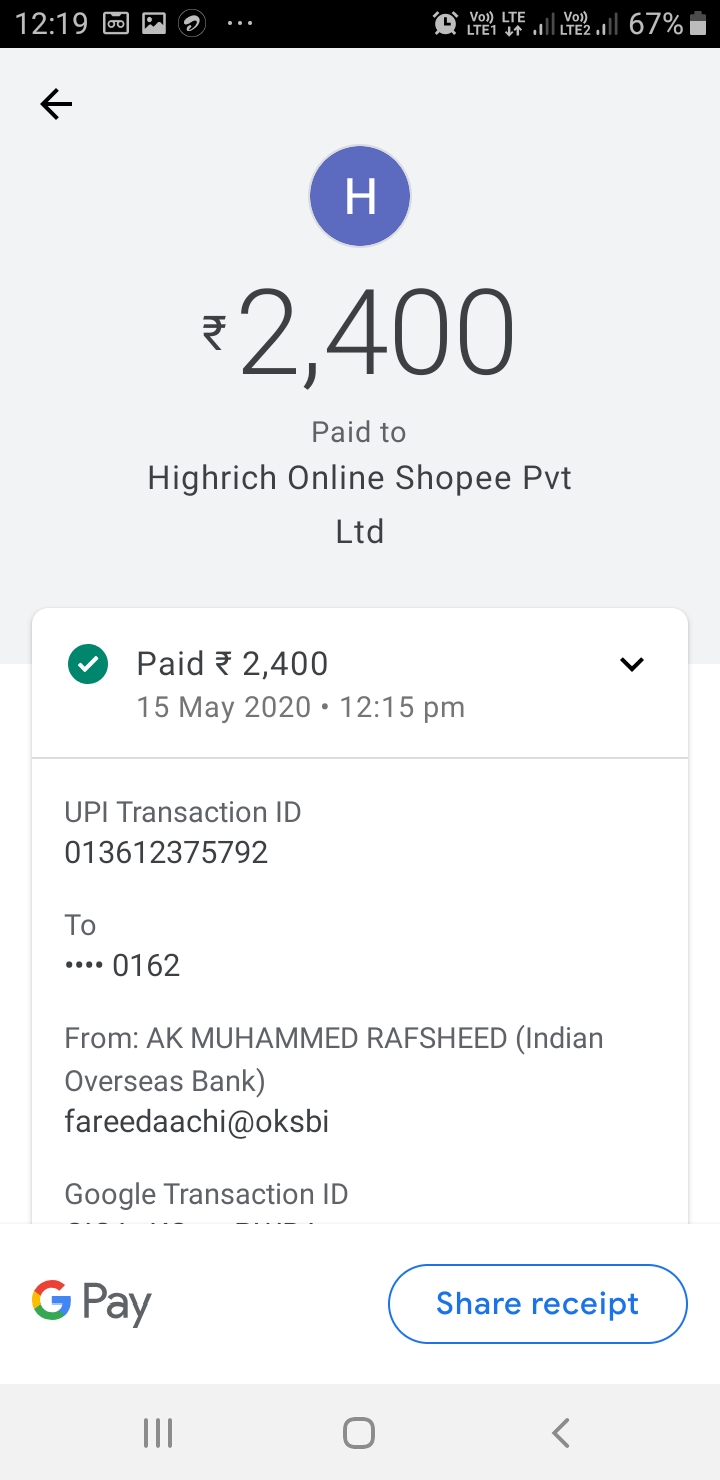 12:19 ... Vo)) LTE Vo)) 67%
LTE1 LTE2
H
₹2,400
Paid to
Highrich Online Shopee Pvt
Ltd
Paid ₹ 2,400
15 May 2020 • 12:15 pm
UPI Transaction ID
013612375792
To
•••• 0162
From: AK MUHAMMED RAFSHEED (Indian
Overseas Bank)
fareedaachi@oksbi
Google Transaction ID
G Pay
Share receipt